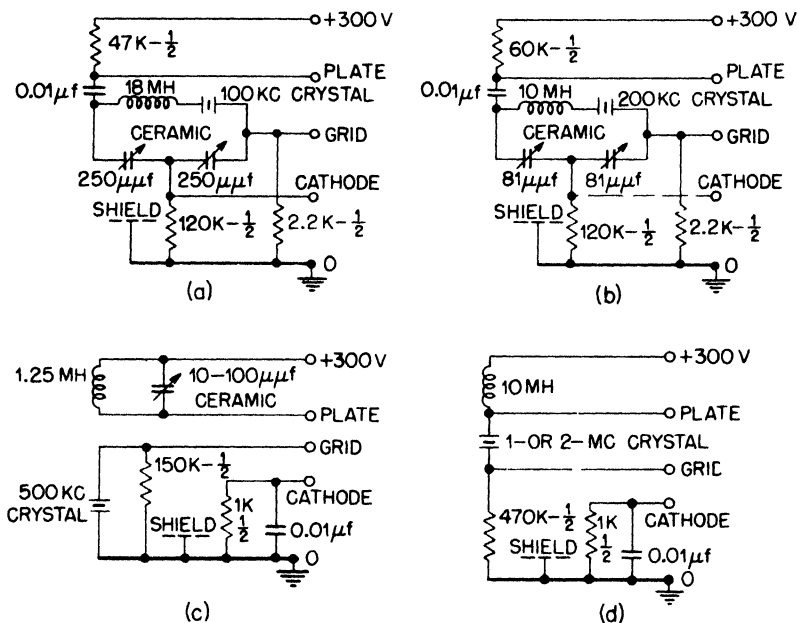 +300 V
47K-1/2
PLATE
0.01μf
18 MH
100 KC CRYSTAL
CERAMIC
GRID
250μμf
250μμf
CATHODE
SHIELD
120K-1/2
2.2K-1/2
0
(a)
+300 V
60K-1/2
PLATE
0.01μf
10 MH
200 KC CRYSTAL
CERAMIC
GRID
81μμf
81μμf
CATHODE
SHIELD
120K-1/2
2.2K-1/2
0
(b)
+300 V
1.25 MH
10-100μμf
CERAMIC
PLATE
GRID
150K-1/2
500 KC
CRYSTAL
CATHODE
SHIELD
1K
1/2
0.01μf
0
(c)
+300 V
10 MH
PLATE
1-OR 2-MC CRYSTAL
GRID
470K-1/2
CATHODE
SHIELD
1K
1/2
0.01μf
0
(d)